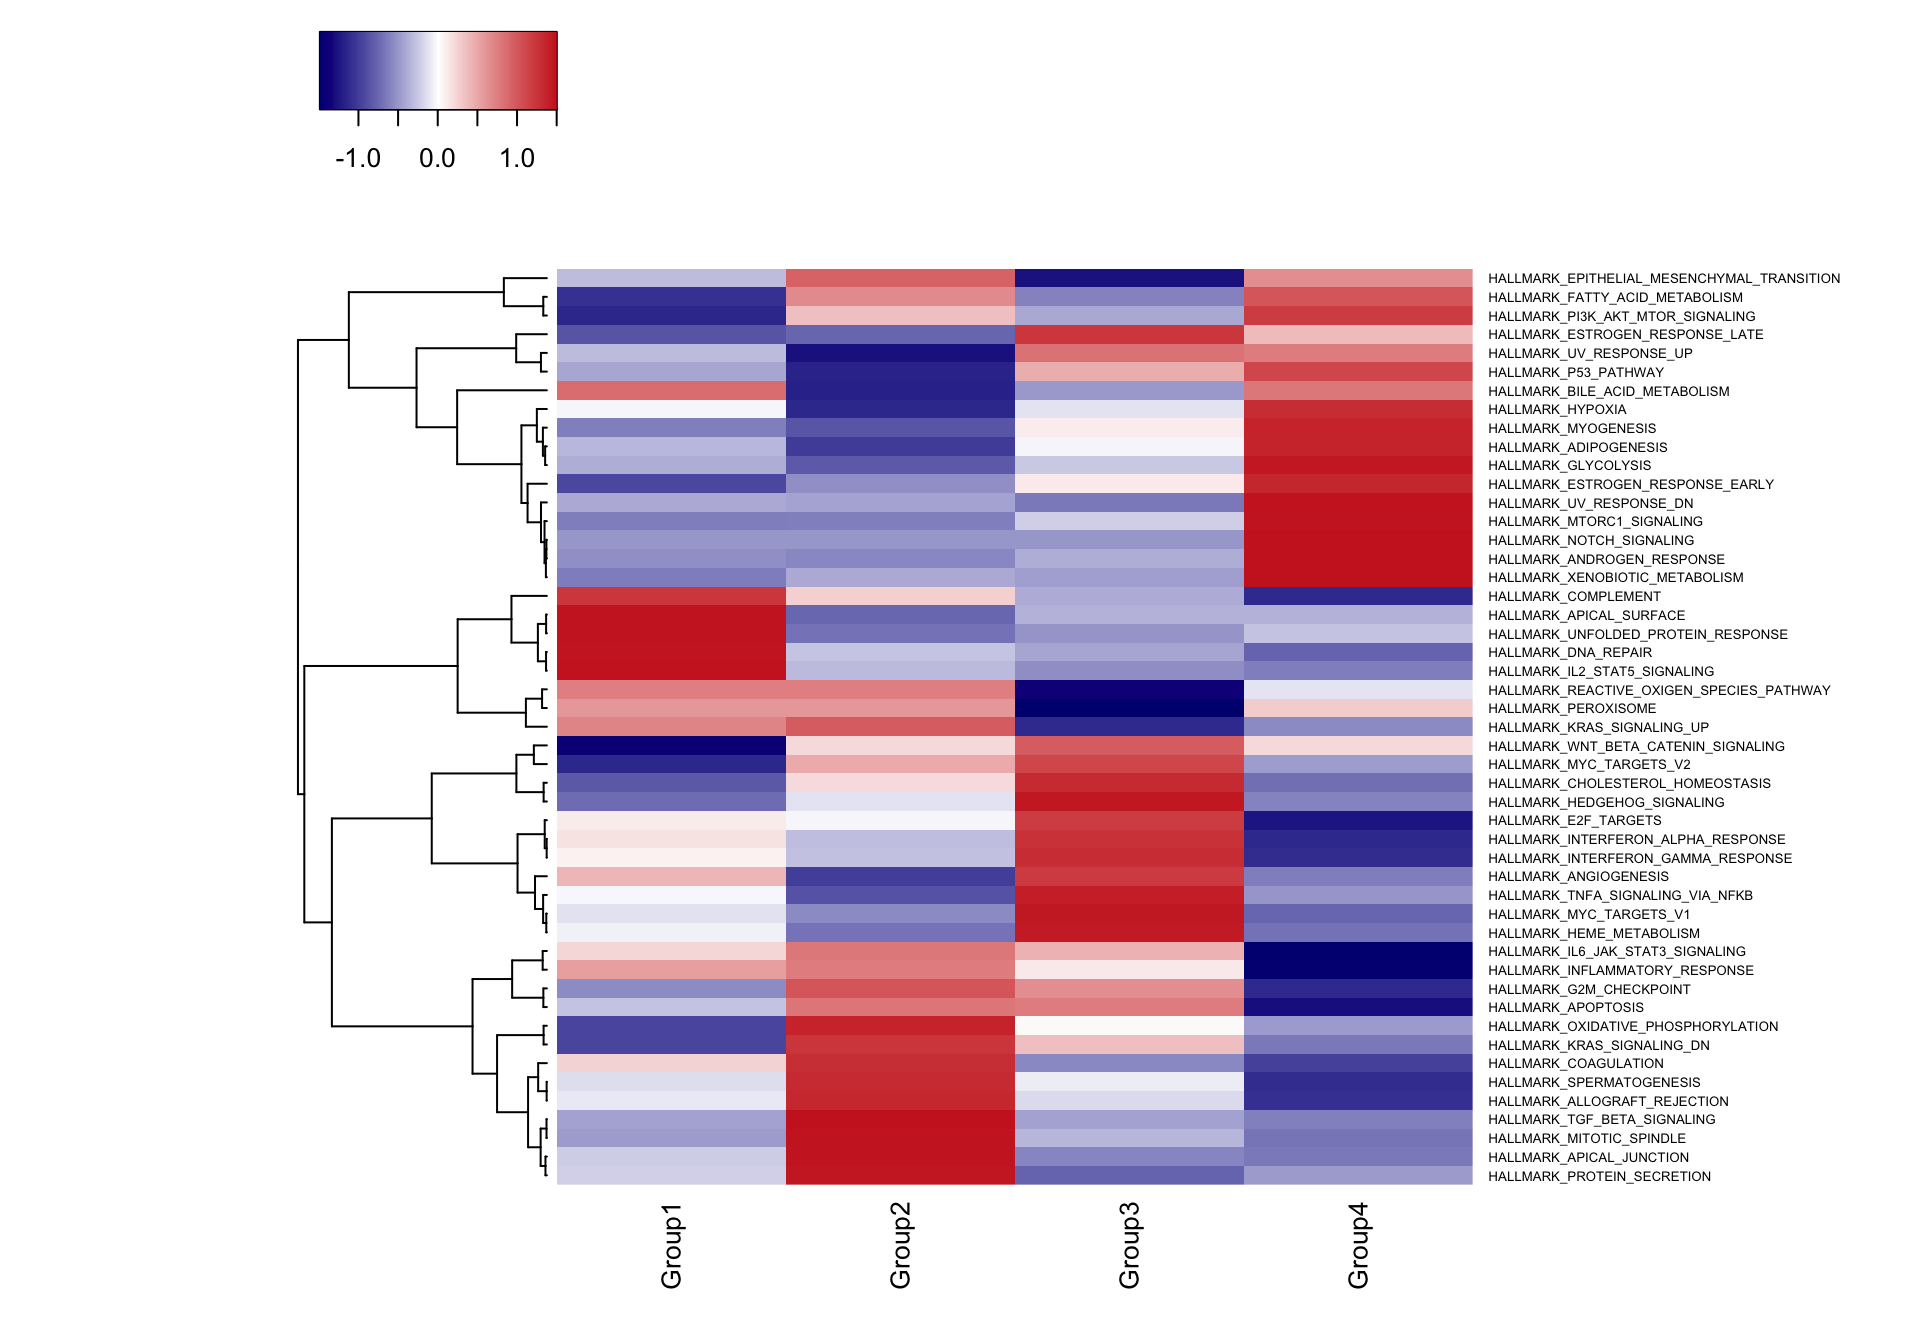 -1.0 0.0 1.0
HALLMARK_EPITHELIAL_MESENCHYMAL_TRANSITION
HALLMARK_FATTY_ACID_METABOLISM
HALLMARK_PI3K_AKT_MTOR_SIGNALING
HALLMARK_ESTROGEN_RESPONSE_LATE
HALLMARK_UV_RESPONSE_UP
HALLMARK_P53_PATHWAY
HALLMARK_BILE_ACID_METABOLISM
HALLMARK_HYPOXIA
HALLMARK_MYOGENESIS
HALLMARK_ADIPOGENESIS
HALLMARK_GLYCOLYSIS
HALLMARK_ESTROGEN_RESPONSE_EARLY
HALLMARK_UV_RESPONSE_DN
HALLMARK_MTORC1_SIGNALING
HALLMARK_NOTCH_SIGNALING
HALLMARK_ANDROGEN_RESPONSE
HALLMARK_XENOBIOTIC_METABOLISM
HALLMARK_COMPLEMENT
HALLMARK_APICAL_SURFACE
HALLMARK_UNFOLDED_PROTEIN_RESPONSE
HALLMARK_DNA_REPAIR
HALLMARK_IL2_STAT5_SIGNALING
HALLMARK_REACTIVE_OXIGEN_SPECIES_PATHWAY
HALLMARK_PEROXISOME
HALLMARK_KRAS_SIGNALING_UP
HALLMARK_WNT_BETA_CATENIN_SIGNALING
HALLMARK_MYC_TARGETS_V2
HALLMARK_CHOLESTEROL_HOMEOSTASIS
HALLMARK_HEDGEHOG_SIGNALING
HALLMARK_E2F_TARGETS
HALLMARK_INTERFERON_ALPHA_RESPONSE
HALLMARK_INTERFERON_GAMMA_RESPONSE
HALLMARK_ANGIOGENESIS
HALLMARK_TNFA_SIGNALING_VIA_NFKB
HALLMARK_MYC_TARGETS_V1
HALLMARK_HEME_METABOLISM
HALLMARK_IL6_JAK_STAT3_SIGNALING
HALLMARK_INFLAMMATORY_RESPONSE
HALLMARK_G2M_CHECKPOINT
HALLMARK_APOPTOSIS
HALLMARK_OXIDATIVE_PHOSPHORYLATION
HALLMARK_KRAS_SIGNALING_DN
HALLMARK_COAGULATION
HALLMARK_SPERMATOGENESIS
HALLMARK_ALLOGRAFT_REJECTION
HALLMARK_TGF_BETA_SIGNALING
HALLMARK_MITOTIC_SPINDLE
HALLMARK_APICAL_JUNCTION
HALLMARK_PROTEIN_SECRETION
Group1
Group2
Group3
Group4